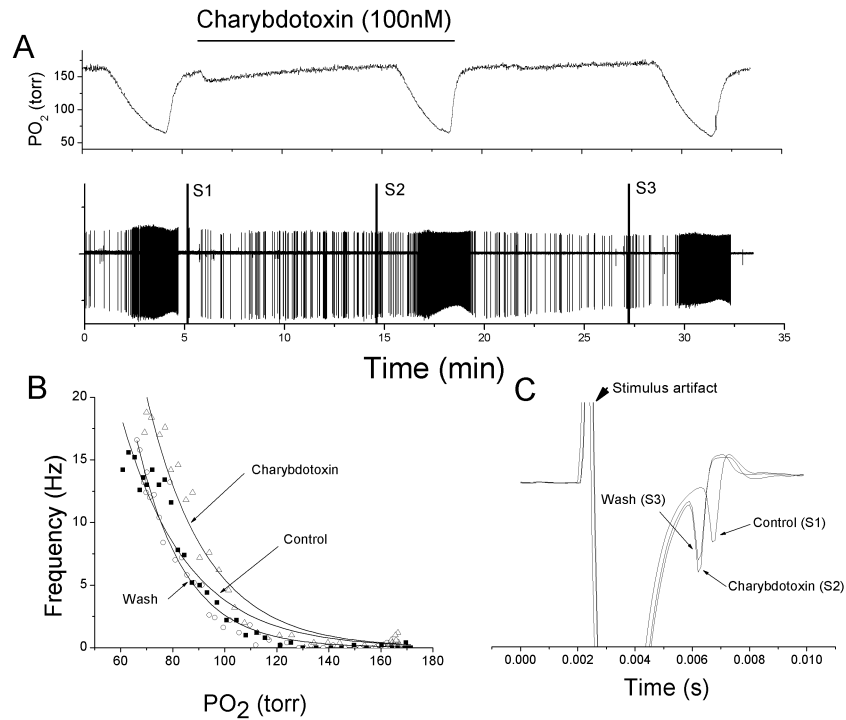 Charybdotoxin (100nM)
A
150
100
50
PO2 (torr)
S1
S2
S3
0
5
10
15
20
25
30
35
Time (min)
B
20
15
10
5
0
Frequency (Hz)
Charybdotoxin
Control
Wash
60
80
100
120
140
160
180
PO2 (torr)
C
Stimulus artifact
Wash (S3)
Control (S1)
Charybdotoxin (S2)
0.000
0.002
0.004
0.006
0.008
0.010
Time (s)